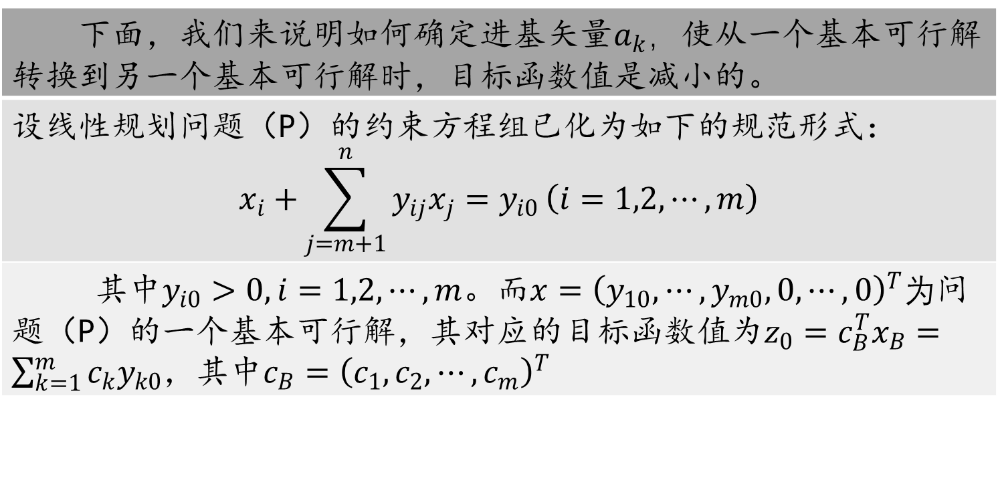 下面，我们来说明如何确定进基矢量𝑎ₖ，使从一个基本可行解
转换到另一个基本可行解时，目标函数值是减小的。
设线性规划问题（P）的约束方程组已化为如下的规范形式：
$x_i + \sum_{j=m+1}^{n} y_{ij}x_j = y_{i0}\,(i = 1,2,\cdots,m)$
其中$y_{i0} > 0, i = 1,2,\cdots,m$。而$x = (y_{10},\cdots,y_{m0},0,\cdots,0)^T$为问
题（P）的一个基本可行解，其对应的目标函数值为$z_0 = c_B^T x_B =$
$\sum_{k=1}^{m} c_k y_{k0}$，其中$c_B = (c_1,c_2,\cdots,c_m)^T$